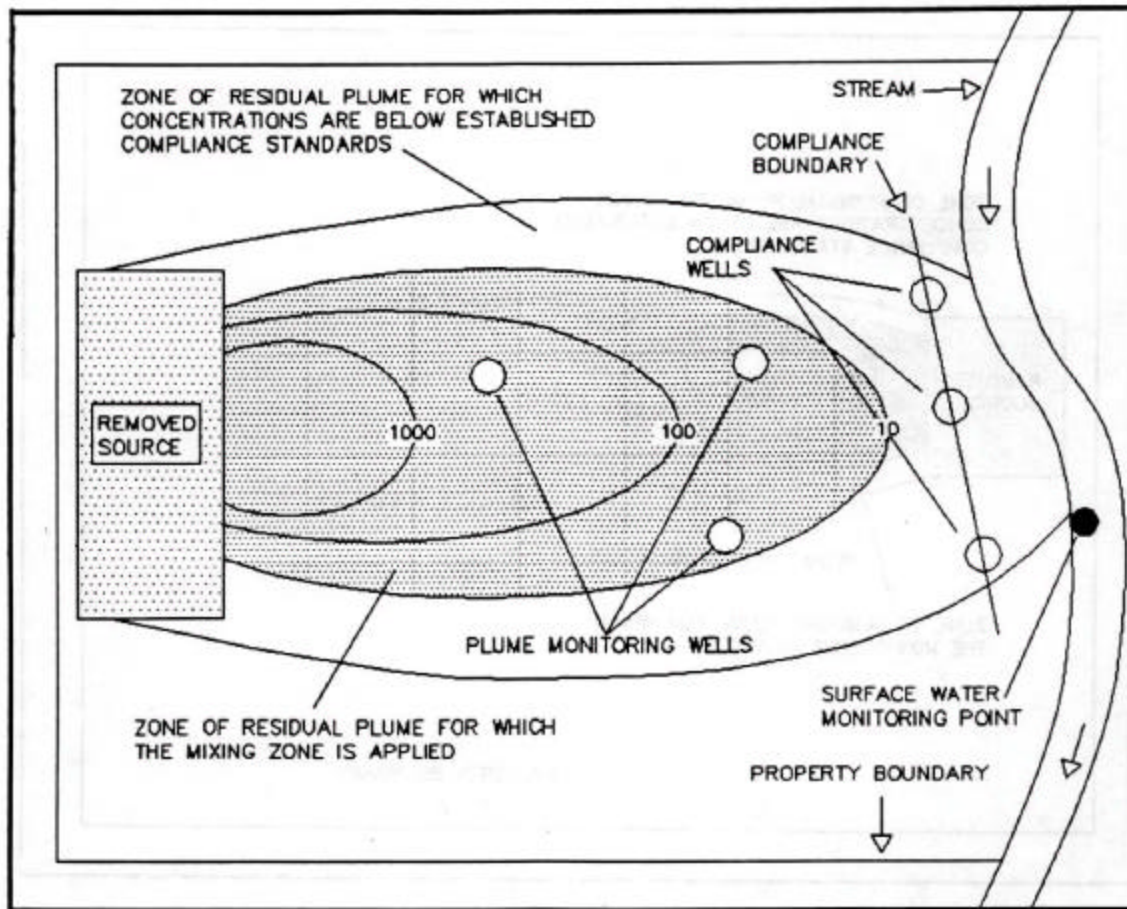 ZONE OF RESIDUAL PLUME FOR WHICH
CONCENTRATIONS ARE BELOW ESTABLISHED
COMPLIANCE STANDARDS
STREAM
COMPLIANCE
BOUNDARY
COMPLIANCE
WELLS
REMOVED
SOURCE
1000
100
10
PLUME MONITORING WELLS
SURFACE WATER
MONITORING POINT
ZONE OF RESIDUAL PLUME FOR WHICH
THE MIXING ZONE IS APPLIED
PROPERTY BOUNDARY